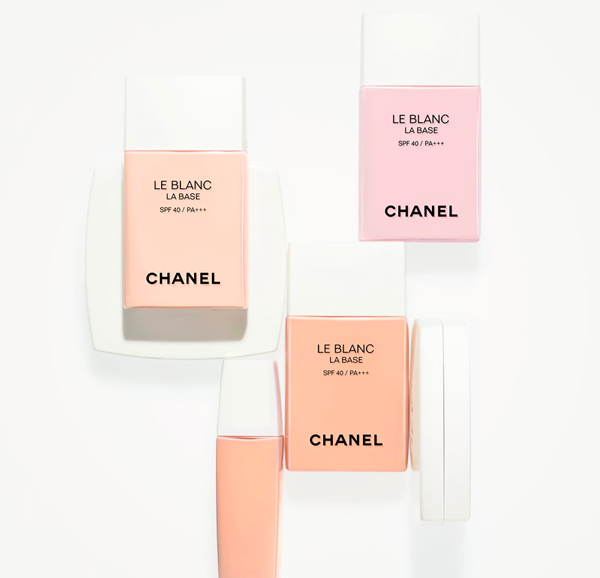 LE BLANC
LA BASE
SPF 40 / PA+++
CHANEL
LE BLANC
LA BASE
SPF 40 / PA+++
CHANEL
LE BLANC
LA BASE
SPF 40 / PA+++
CHANEL